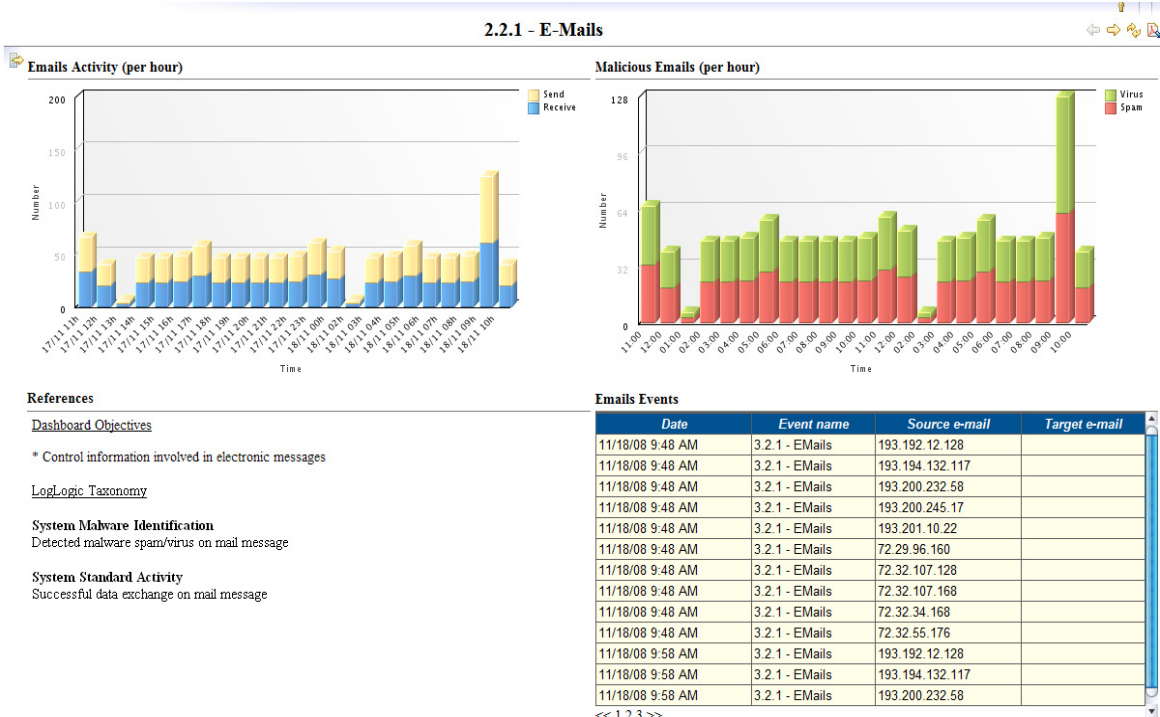 2.2.1 - E-Mails
Emails Activity (per hour)
200
150
100
50
0
Number
Send
Receive
17/11 11h
17/11 12h
17/11 13h
17/11 14h
17/11 15h
17/11 16h
17/11 17h
17/11 18h
17/11 19h
17/11 20h
17/11 21h
17/11 22h
17/11 23h
18/11 00h
18/11 03h
18/11 04h
18/11 05h
18/11 06h
18/11 07h
18/11 08h
18/11 09h
18/11 10h
Time
Malicious Emails (per hour)
128
96
64
32
0
Number
Virus
Spam
11:00
12:00
01:00
02:00
03:00
04:00
05:00
06:00
07:00
08:00
09:00
10:00
11:00
12:00
03:00
04:00
05:00
06:00
07:00
08:00
09:00
10:00
Time
References
Dashboard Objectives
* Control information involved in electronic messages
LogLogic Taxonomy
System Malware Identification
Detected malware spam/virus on mail message
System Standard Activity
Successful data exchange on mail message
Emails Events
Date Event name Source e-mail Target e-mail
11/18/08 9:48 AM 3.2.1 - EMails 193.192.12.128
11/18/08 9:48 AM 3.2.1 - EMails 193.194.132.117
11/18/08 9:48 AM 3.2.1 - EMails 193.200.232.58
11/18/08 9:48 AM 3.2.1 - EMails 193.200.245.17
11/18/08 9:48 AM 3.2.1 - EMails 193.201.10.22
11/18/08 9:48 AM 3.2.1 - EMails 72.29.96.160
11/18/08 9:48 AM 3.2.1 - EMails 72.32.107.128
11/18/08 9:48 AM 3.2.1 - EMails 72.32.107.168
11/18/08 9:48 AM 3.2.1 - EMails 72.32.34.168
11/18/08 9:48 AM 3.2.1 - EMails 72.32.55.176
11/18/08 9:58 AM 3.2.1 - EMails 193.192.12.128
11/18/08 9:58 AM 3.2.1 - EMails 193.194.132.117
11/18/08 9:58 AM 3.2.1 - EMails 193.200.232.58
<< 1 2 3 >>